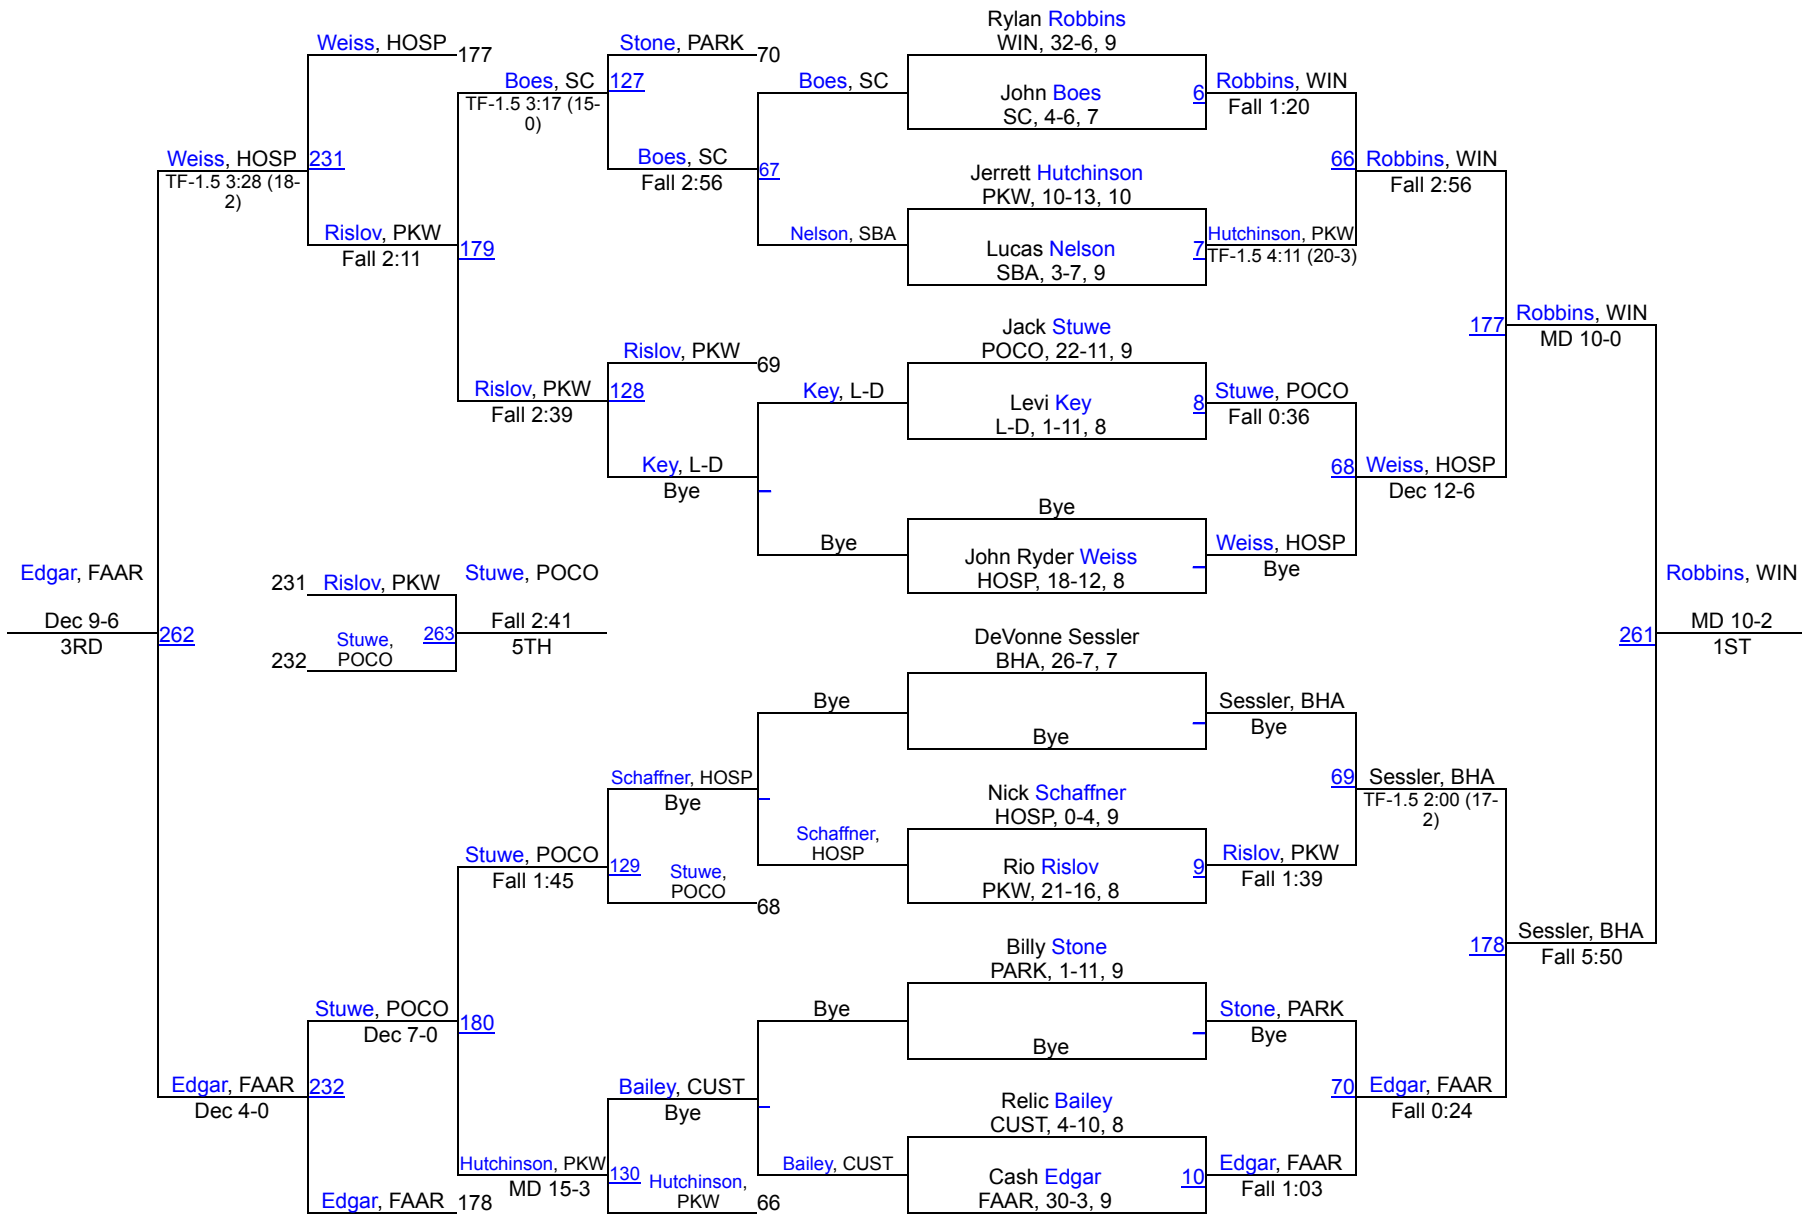 Rylan Robbins
WIN, 32-6, 9
John Boes
SC, 4-6, 7
6
Jerrett Hutchinson
PKW, 10-13, 10
Lucas Nelson
SBA, 3-7, 9
7
Jack Stuwe
POCO, 22-11, 9
Levi Key
L-D, 1-11, 8
8
Bye
John Ryder Weiss
HOSP, 18-12, 8
DeVonne Sessler
BHA, 26-7, 7
Bye
Nick Schaffner
HOSP, 0-4, 9
Rio Rislov
PKW, 21-16, 8
9
Billy Stone
PARK, 1-11, 9
Bye
Relic Bailey
CUST, 4-10, 8
Cash Edgar
FAAR, 30-3, 9
10
Robbins, WIN
Fall 1:20
66
Hutchinson, PKW
TF-1.5 4:11 (20-3)
Stuwe, POCO
Fall 0:36
68
Weiss, HOSP
Bye
Sessler, BHA
Bye
69
Rislov, PKW
Fall 1:39
Stone, PARK
Bye
70
Edgar, FAAR
Fall 1:03
Robbins, WIN
Fall 2:56
177
Weiss, HOSP
Dec 12-6
Sessler, BHA
TF-1.5 2:00 (17-
2)
178
Edgar, FAAR
Fall 0:24
Robbins, WIN
MD 10-0
261
Sessler, BHA
Fall 5:50
Robbins, WIN
MD 10-2
1ST
Boes, SC
67
Nelson, SBA
Key, L-D
Bye
Bye
Schaffner,
HOSP
Bye
Bailey, CUST
Stone, PARK
70
127
Boes, SC
Fall 2:56
Rislov, PKW
69
128
Key, L-D
Bye
Schaffner, HOSP
Bye
129
Stuwe,
POCO
68
Bailey, CUST
Bye
130
Hutchinson,
PKW
66
Boes, SC
TF-1.5 3:17 (15-
0)
179
Rislov, PKW
Fall 2:39
Stuwe, POCO
Fall 1:45
180
Hutchinson, PKW
MD 15-3
Weiss, HOSP
177
231
Rislov, PKW
Fall 2:11
Stuwe, POCO
Dec 7-0
232
Edgar, FAAR
178
Weiss, HOSP
TF-1.5 3:28 (18-
2)
262
Edgar, FAAR
Dec 4-0
Edgar, FAAR
Dec 9-6
3RD
231
Rislov, PKW
232
Stuwe,
POCO
263
Stuwe, POCO
Fall 2:41
5TH